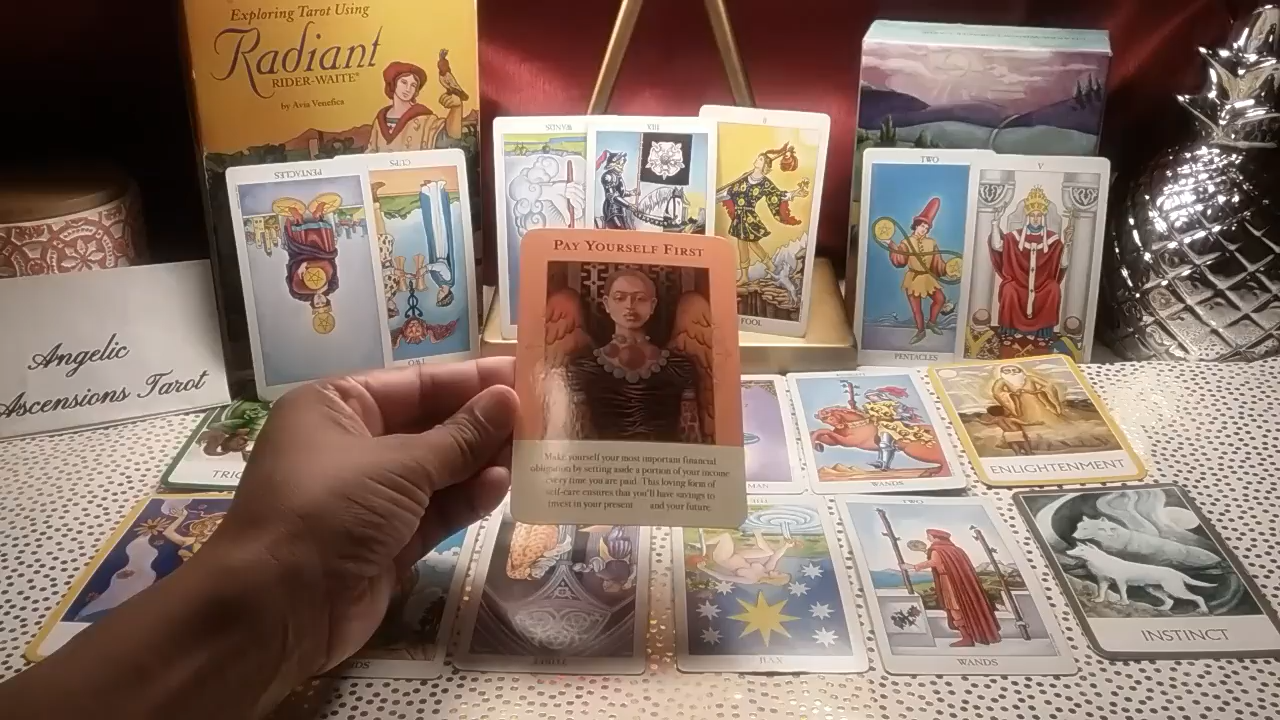 Exploring Tarot Using
Radiant
RIDER-WAITE®
by Avia Venefica
PENTACLES
CUPS
TWO
WANDS
XIII
FOOL
TWO
PENTACLES
V
Angelic
Ascensions Tarot
PAY YOURSELF FIRST
Make yourself your most important financial
obligation by setting aside a portion of your income
every time you are paid. This loving form of
self-care ensures that you'll have savings to
invest in your present and your future.
MAN
WANDS
ENLIGHTENMENT
TWO
WANDS
INSTINCT